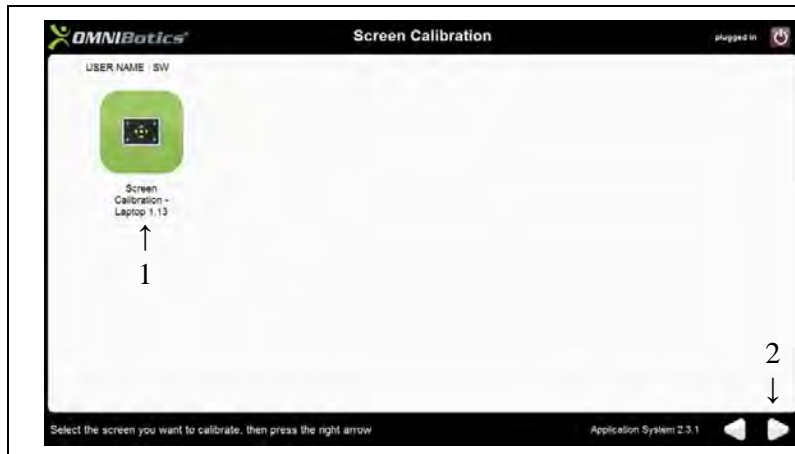 OMNIBotics
Screen Calibration
plugged in
USER NAME : SW
Screen
Calibration -
Laptop 1.13
↑
1
2
↓
Select the screen you want to calibrate, then press the right arrow
Application System 2.3.1